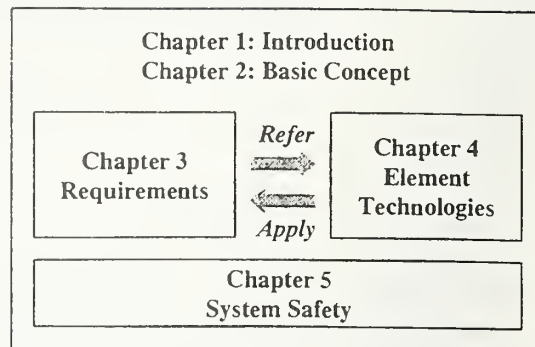 Chapter 1: Introduction
Chapter 2: Basic Concept
Chapter 3
Requirements
Refer
Apply
Chapter 4
Element
Technologies
Chapter 5
System Safety